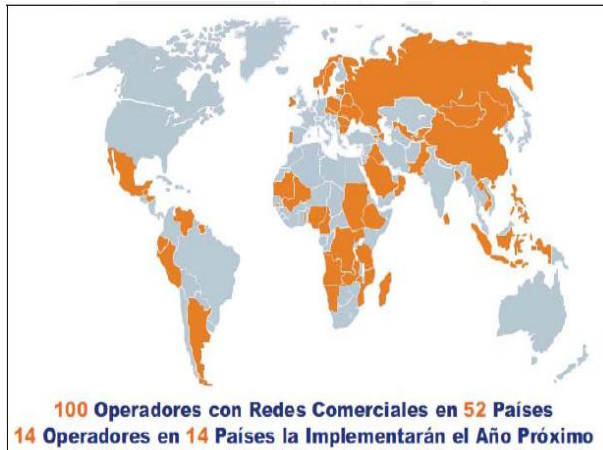 100 Operadores con Redes Comerciales en 52 Países
14 Operadores en 14 Países la Implementarán el Año Próximo